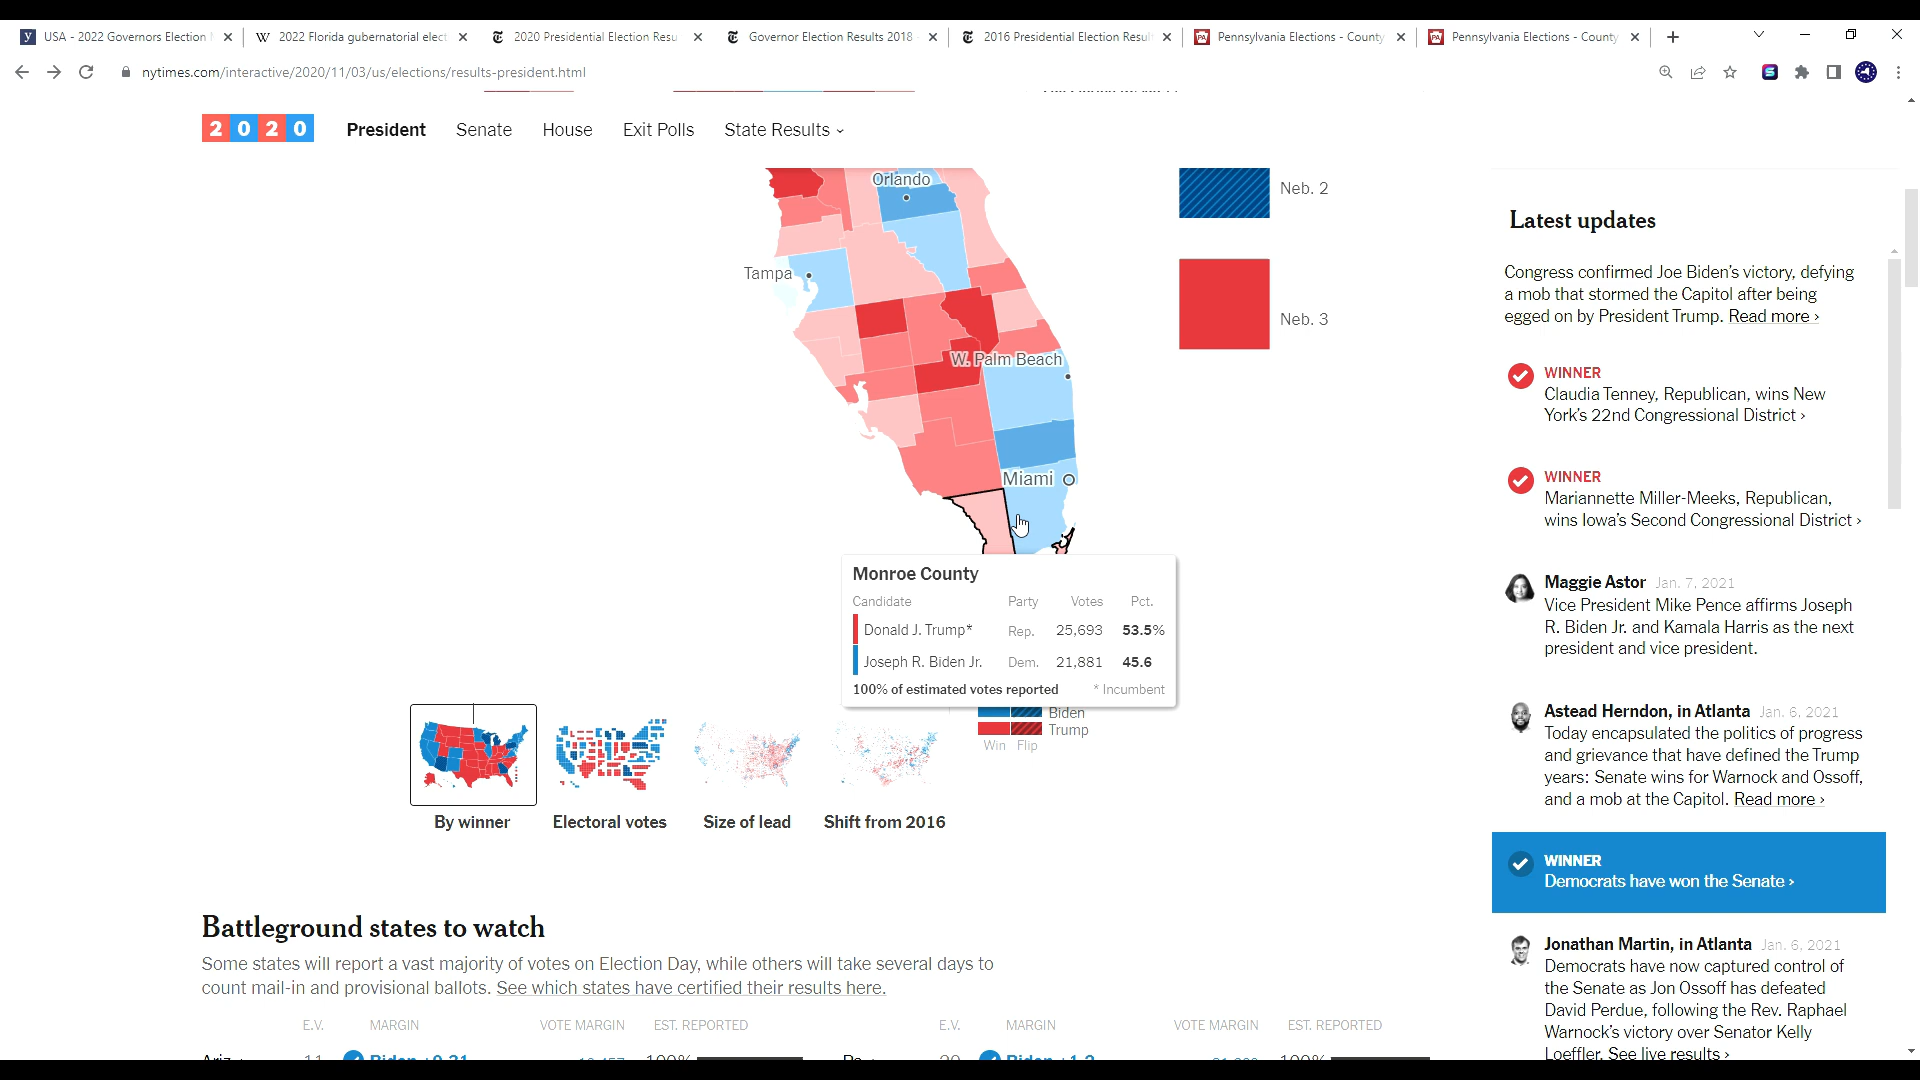 USA - 2022 Governors Election
2022 Florida gubernatorial elect
2020 Presidential Election Resu
Governor Election Results 2018
2016 Presidential Election Result
Pennsylvania Elections - County
Pennsylvania Elections - County
nytimes.com/interactive/2020/11/03/us/elections/results-president.html
2020
President
Senate
House
Exit Polls
State Results
Orlando
Tampa
W. Palm Beach
Miami
Neb. 2
Neb. 3
Monroe County
Candidate Party Votes Pct.
Donald J. Trump* Rep. 25,693 53.5%
Joseph R. Biden Jr. Dem. 21,881 45.6
100% of estimated votes reported * Incumbent
Biden
Trump
Win Flip
By winner
Electoral votes
Size of lead
Shift from 2016
Battleground states to watch
Some states will report a vast majority of votes on Election Day, while others will take several days to
count mail-in and provisional ballots. See which states have certified their results here.
E.V. MARGIN VOTE MARGIN EST. REPORTED
E.V. MARGIN VOTE MARGIN EST. REPORTED
Latest updates
Congress confirmed Joe Biden's victory, defying
a mob that stormed the Capitol after being
egged on by President Trump. Read more ›
WINNER
Claudia Tenney, Republican, wins New
York's 22nd Congressional District ›
WINNER
Mariannette Miller-Meeks, Republican,
wins Iowa's Second Congressional District ›
Maggie Astor Jan. 7, 2021
Vice President Mike Pence affirms Joseph
R. Biden Jr. and Kamala Harris as the next
president and vice president.
Astead Herndon, in Atlanta Jan. 6, 2021
Today encapsulated the politics of progress
and grievance that have defined the Trump
years: Senate wins for Warnock and Ossoff,
and a mob at the Capitol. Read more ›
WINNER
Democrats have won the Senate ›
Jonathan Martin, in Atlanta Jan. 6, 2021
Democrats have now captured control of
the Senate as Jon Ossoff has defeated
David Perdue, following the Rev. Raphael
Warnock's victory over Senator Kelly
Loeffler. See live results ›